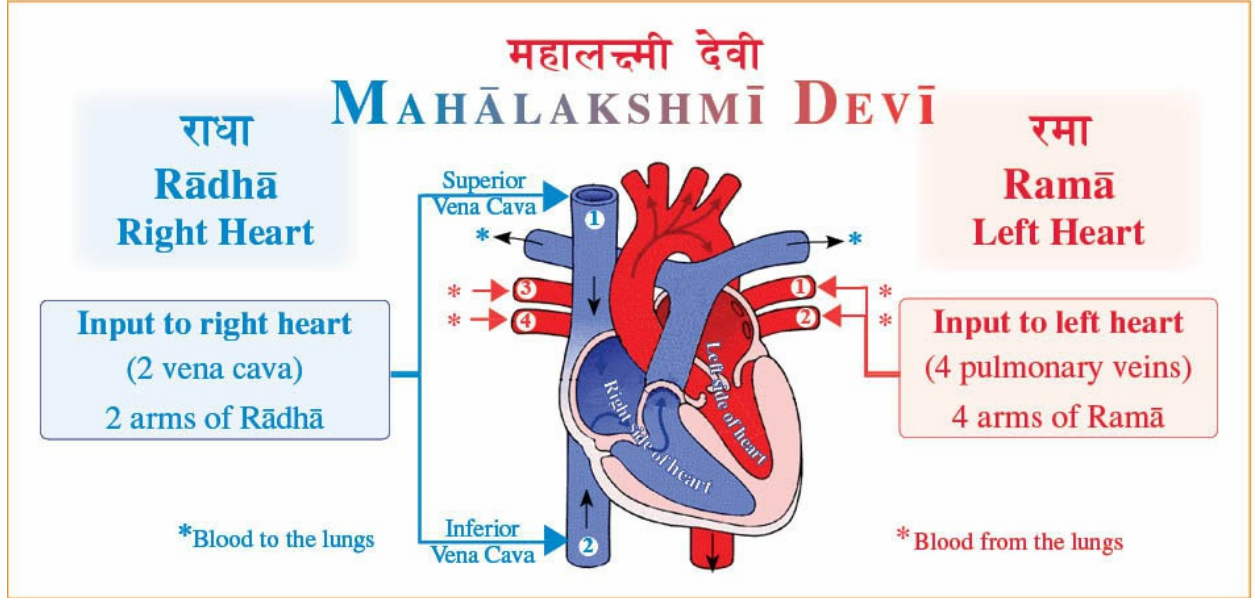 महालक्ष्मी देवी
MAHĀLAKSHMĪ DEVĪ
राधा
Rādhā
Right Heart
रमा
Ramā
Left Heart
Input to right heart
(2 vena cava)
2 arms of Rādhā
Input to left heart
(4 pulmonary veins)
4 arms of Ramā
Superior
Vena Cava
1
*
*
* 3
* 4
1 *
2 *
Right side of heart
Left side of heart
Inferior
Vena Cava
2
*Blood to the lungs
*Blood from the lungs